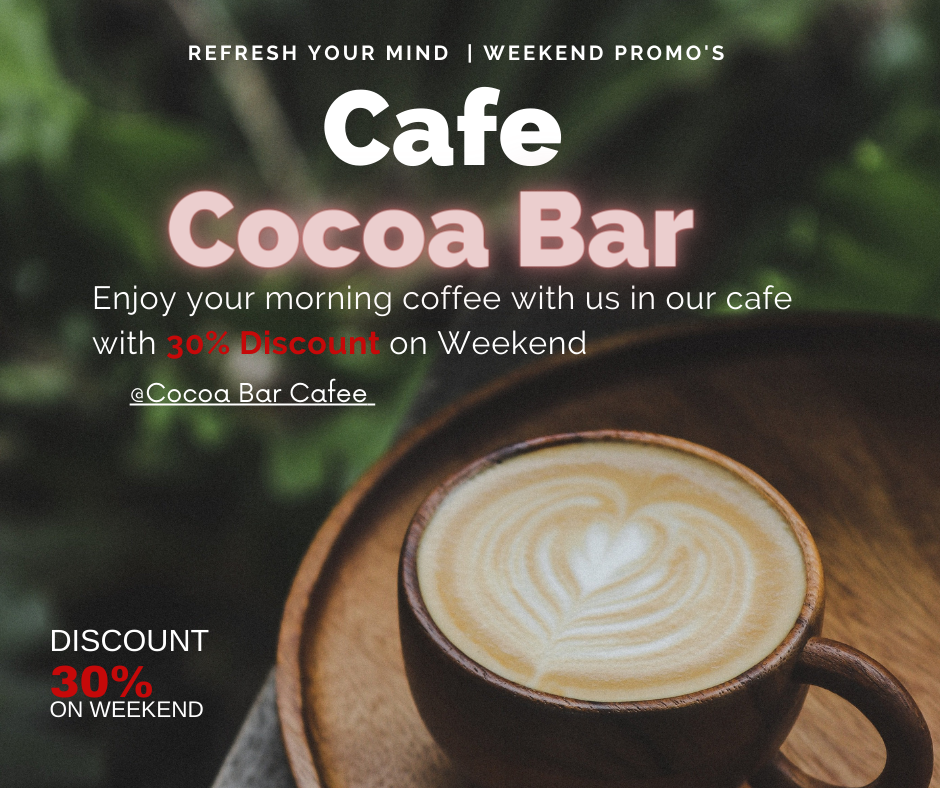 REFRESH YOUR MIND | WEEKEND PROMO'S
Cafe
Cocoa Bar
Enjoy your morning coffee with us in our cafe
with 30% Discount on Weekend
@Cocoa Bar Cafee
DISCOUNT
30%
ON WEEKEND